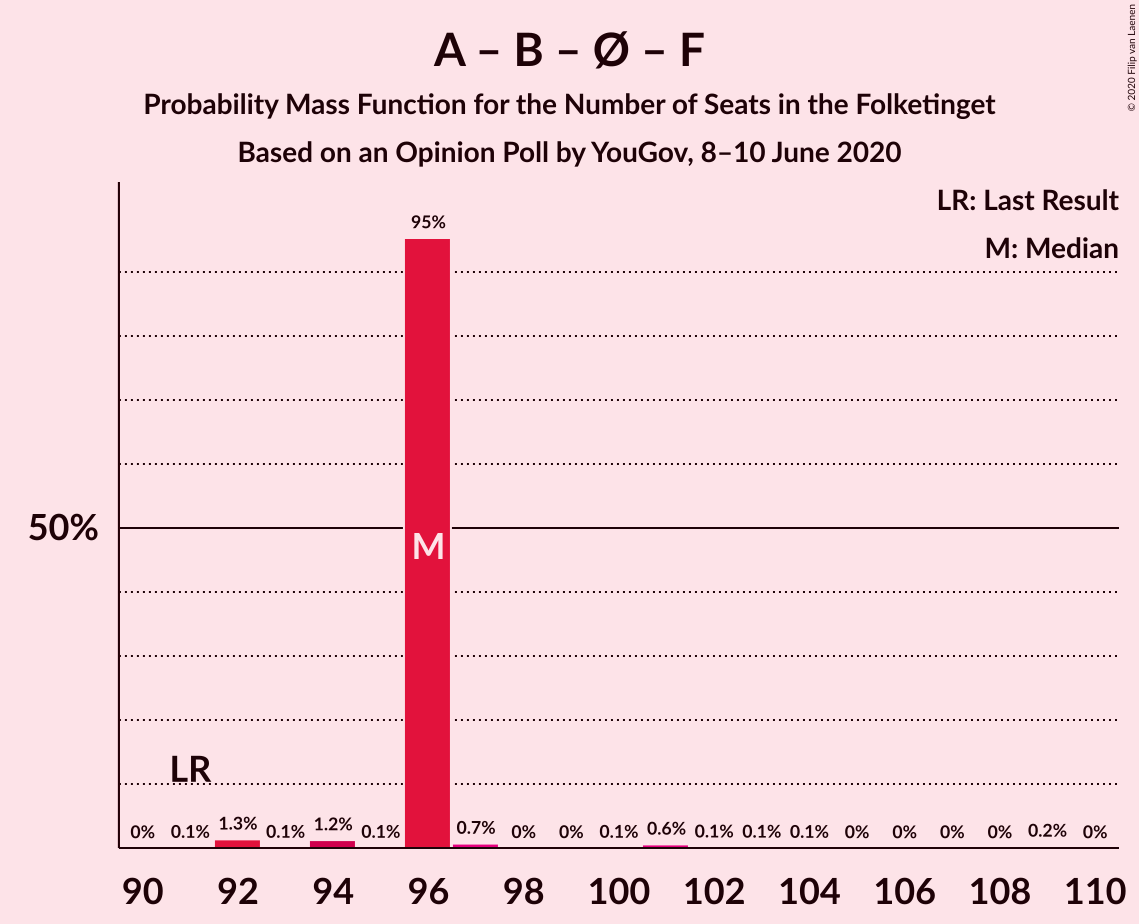 A – B – Ø – F
Probability Mass Function for the Number of Seats in the Folketinget
Based on an Opinion Poll by YouGov, 8–10 June 2020
© 2020 Filip van Laenen
LR: Last Result
M: Median
95%
50%
M
LR
0% 0.1% 1.3% 0.1% 1.2% 0.1% 0.7% 0% 0% 0.1% 0.6% 0.1% 0.1% 0.1% 0% 0% 0% 0% 0.2% 0%
90 92 94 96 98 100 102 104 106 108 110